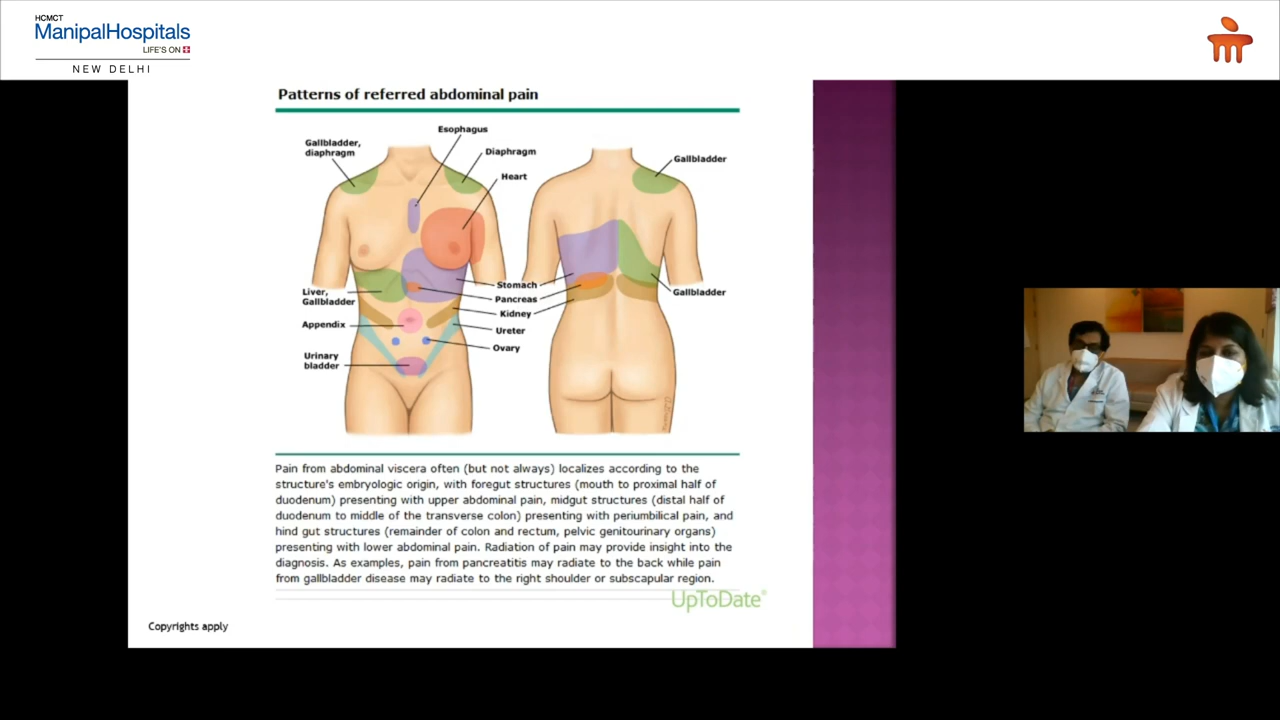 HCMCT
ManipalHospitals
LIFE'S ON
NEW DELHI
Patterns of referred abdominal pain
Esophagus
Gallbladder,
diaphragm
Diaphragm
Heart
Gallbladder
Liver,
Gallbladder
Stomach
Pancreas
Kidney
Gallbladder
Appendix
Ureter
Ovary
Urinary
bladder
Pain from abdominal viscera often (but not always) localizes according to the
structure's embryologic origin, with foregut structures (mouth to proximal half of
duodenum) presenting with upper abdominal pain, midgut structures (distal half of
duodenum to middle of the transverse colon) presenting with periumbilical pain, and
hind gut structures (remainder of colon and rectum, pelvic genitourinary organs)
presenting with lower abdominal pain. Radiation of pain may provide insight into the
diagnosis. As examples, pain from pancreatitis may radiate to the back while pain
from gallbladder disease may radiate to the right shoulder or subscapular region.
UpToDate®
Copyrights apply